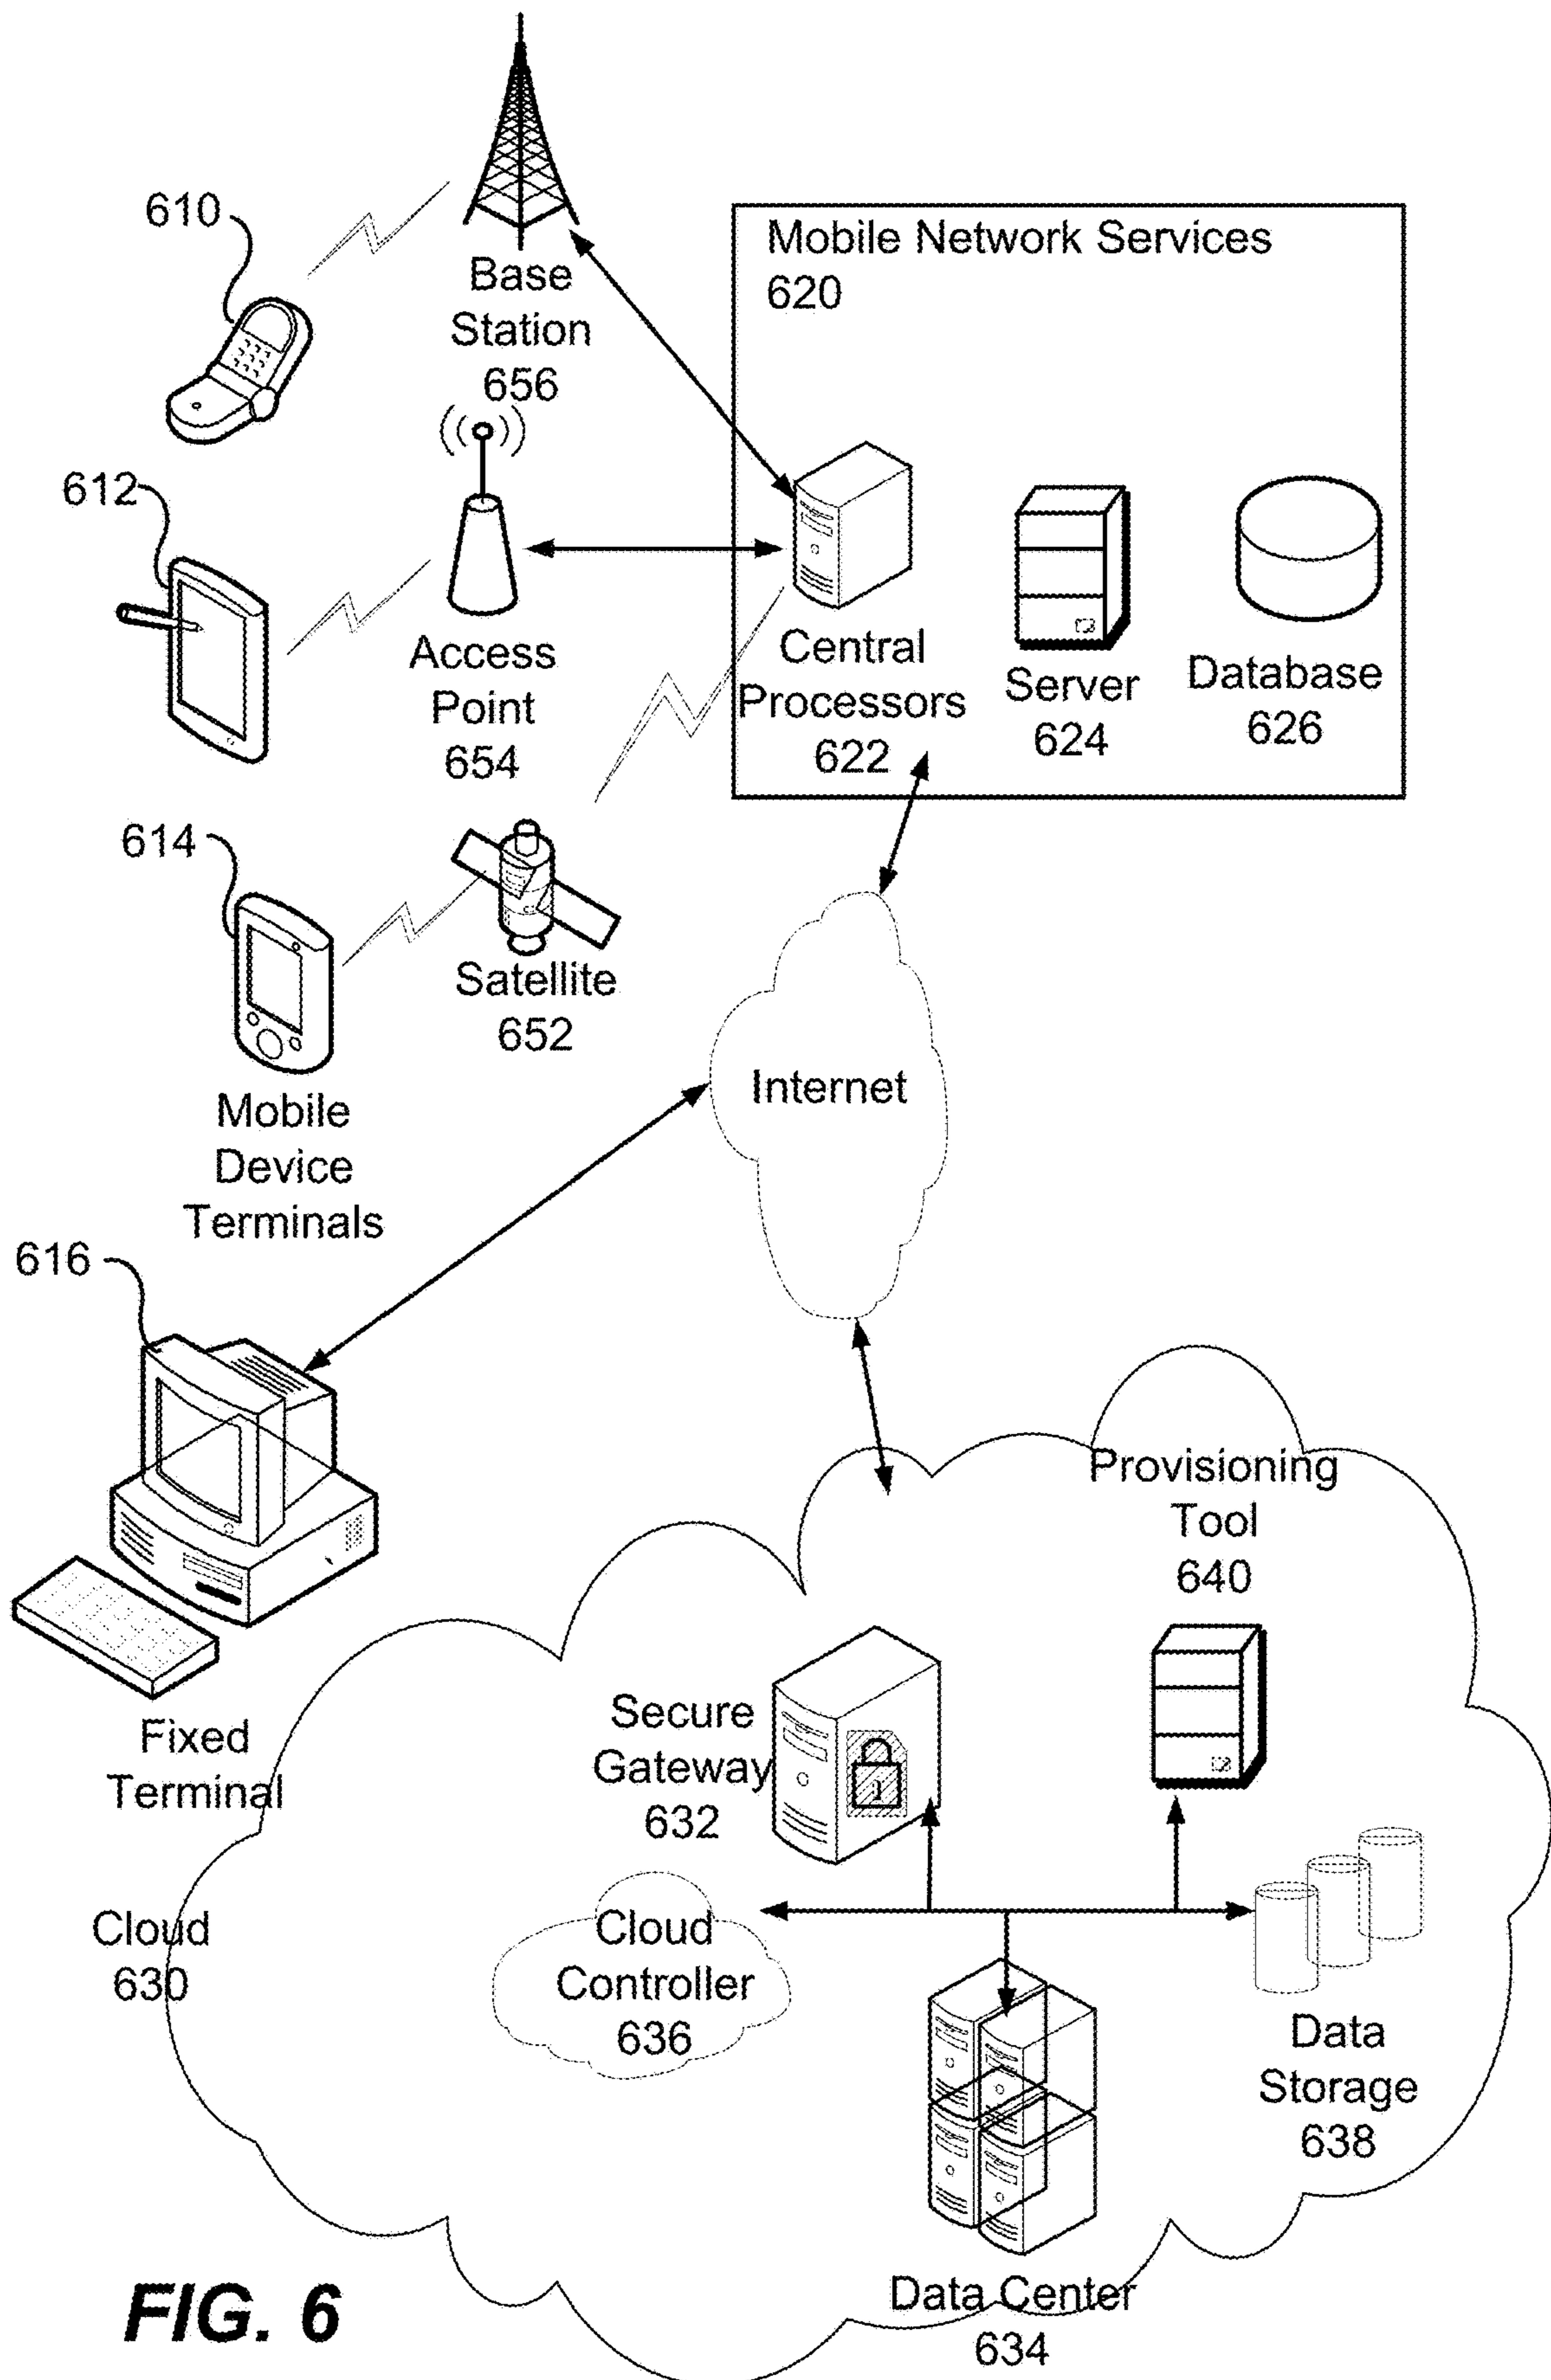 610
Base
Station
656
Mobile Network Services
620
612
Access
Point
654
Central
Processors
622
Server
624
Database
626
614
Satellite
652
Mobile
Device
Terminals
Internet
616
Fixed
Terminal
Provisioning
Tool
640
Secure
Gateway
632
Cloud
630
Cloud
Controller
636
Data
Storage
638
Data Center
634
FIG. 6